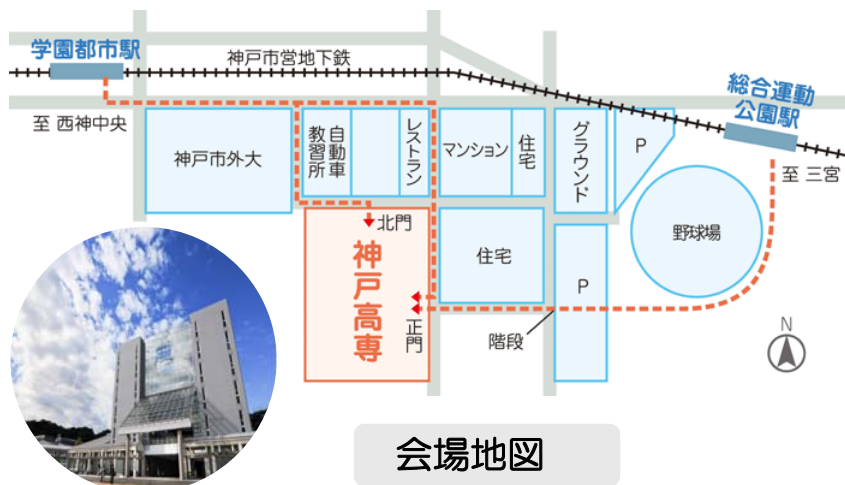 学園都市駅
神戸市営地下鉄
総合運動
公園駅
至 西神中央
至 三宮
神戸市外大
自動車
教習所
レストラン
マンション
住宅
グラウンド
P
野球場
北門
神戸高専
住宅
P
正門
階段
N
会場地図